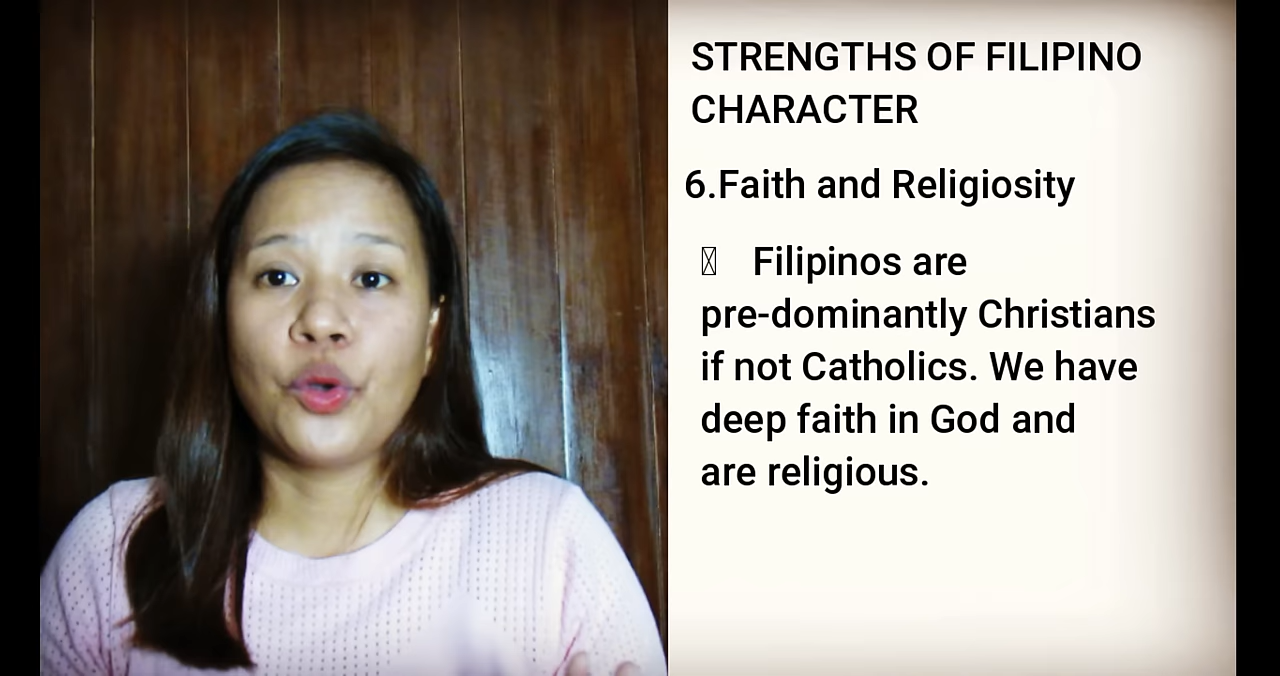 STRENGTHS OF FILIPINO
CHARACTER
6.Faith and Religiosity
Filipinos are
pre-dominantly Christians
if not Catholics. We have
deep faith in God and
are religious.